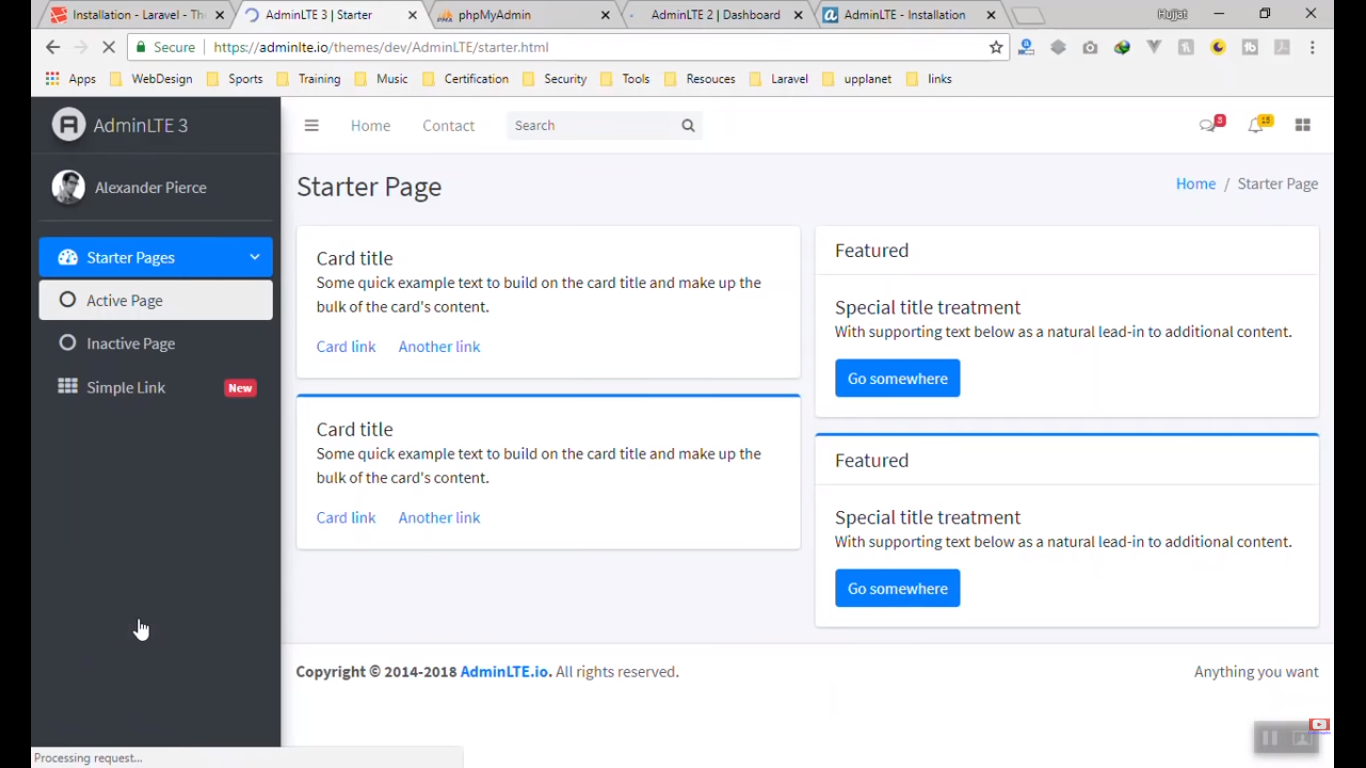 Installation - Laravel - The
AdminLTE 3 | Starter
phpMyAdmin
AdminLTE 2 | Dashboard
AdminLTE - Installation
Hujjat
Secure
https://adminlte.io/themes/dev/AdminLTE/starter.html
Apps WebDesign Sports Training Music Certification Security Tools Resouces Laravel upplanet links
AdminLTE 3
Home Contact Search
3 15
Alexander Pierce
Starter Page
Home / Starter Page
Starter Pages
Active Page
Inactive Page
Simple Link New
Card title
Some quick example text to build on the card title and make up the
bulk of the card's content.
Card link Another link
Card title
Some quick example text to build on the card title and make up the
bulk of the card's content.
Card link Another link
Featured
Special title treatment
With supporting text below as a natural lead-in to additional content.
Go somewhere
Featured
Special title treatment
With supporting text below as a natural lead-in to additional content.
Go somewhere
Copyright © 2014-2018 AdminLTE.io. All rights reserved.
Anything you want
Processing request...